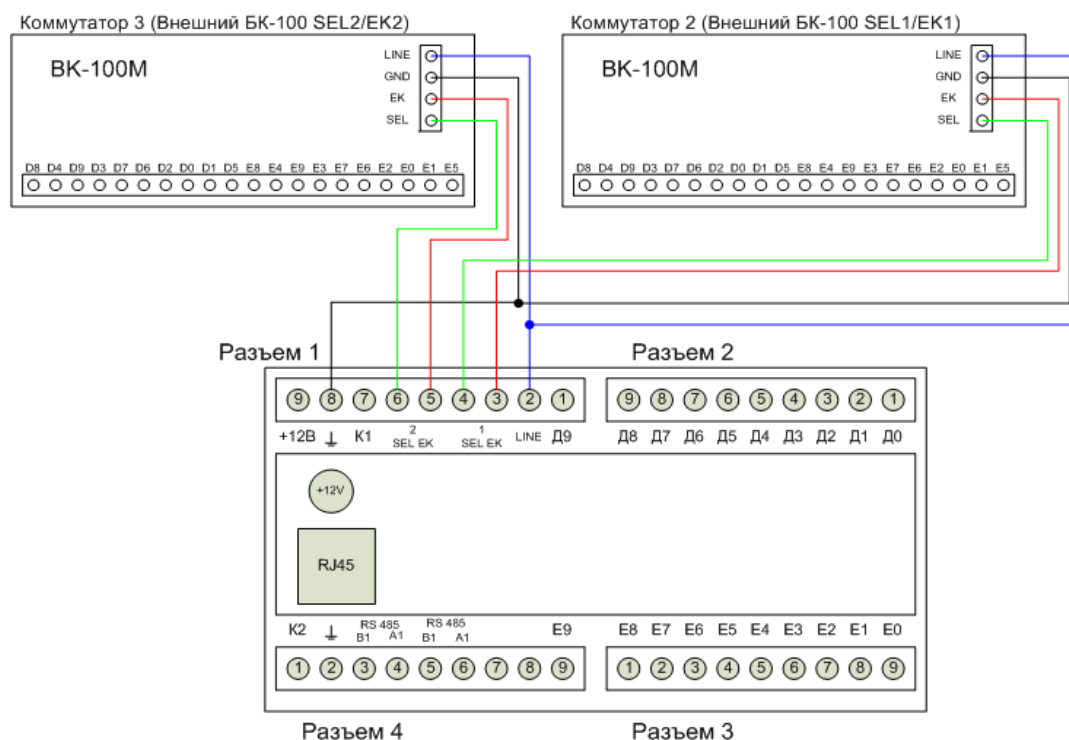 Коммутатор 3 (Внешний БК-100 SEL2/EK2)
Коммутатор 2 (Внешний БК-100 SEL1/EK1)
BK-100M
LINE
GND
EK
SEL
D8 D4 D9 D3 D7 D6 D2 D0 D1 D5 E8 E4 E9 E3 E7 E6 E2 E0 E1 E5
BK-100M
LINE
GND
EK
SEL
D8 D4 D9 D3 D7 D6 D2 D0 D1 D5 E8 E4 E9 E3 E7 E6 E2 E0 E1 E5
Разъем 1
Разъем 2
9 8 7 6 5 4 3 2 1
9 8 7 6 5 4 3 2 1
+12В К1 2 SEL EK 1 SEL EK LINE Д9
Д8 Д7 Д6 Д5 Д4 Д3 Д2 Д1 Д0
+12V
RJ45
К2 RS 485 B1 A1 RS 485 B1 A1 E9
E8 E7 E6 E5 E4 E3 E2 E1 E0
1 2 3 4 5 6 7 8 9
1 2 3 4 5 6 7 8 9
Разъем 4
Разъем 3